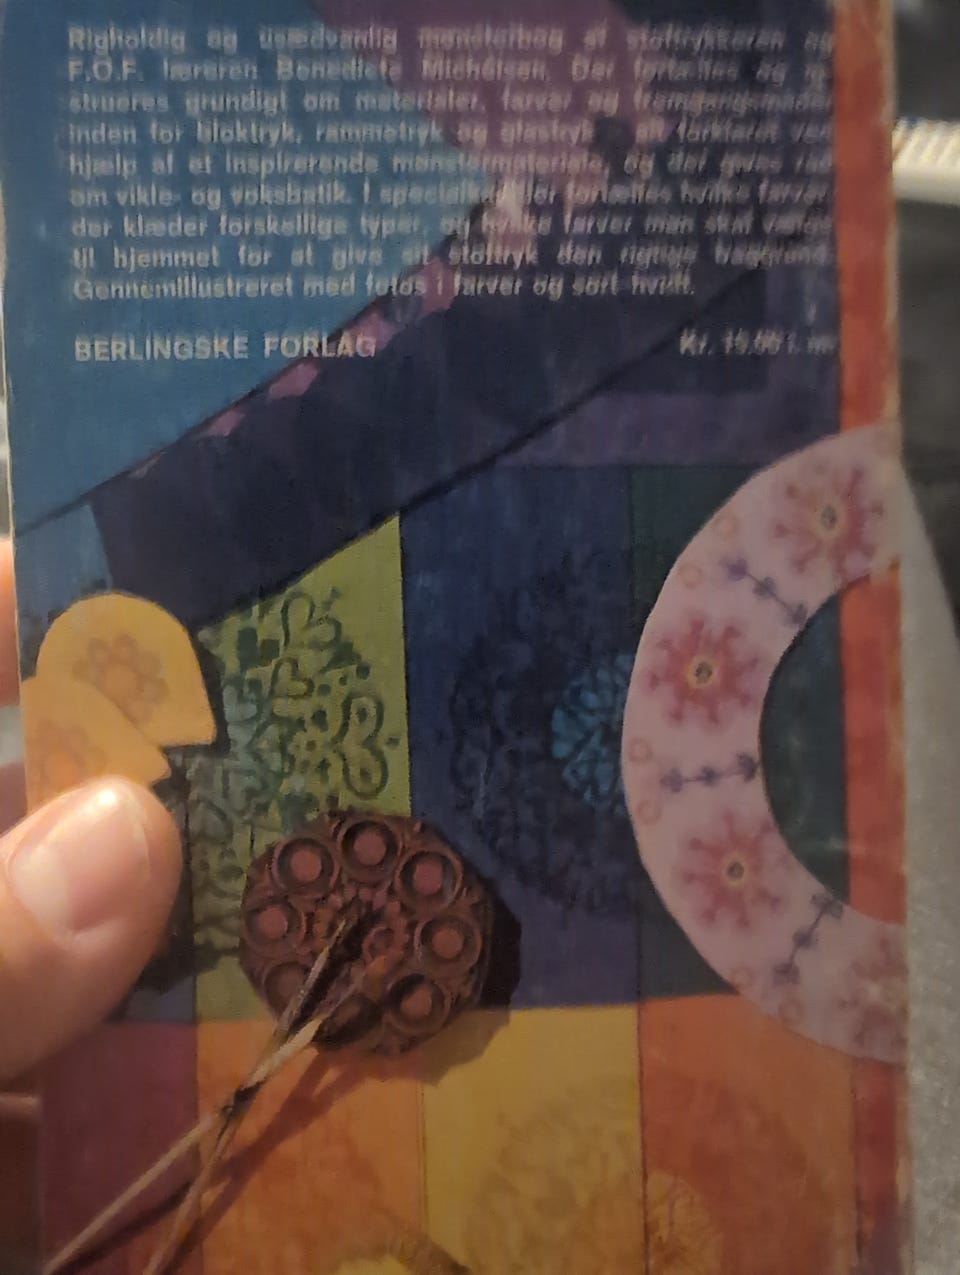 Righoldig og usædvanlig mønsterbog af stoftrykkeren og
F.O.F. læreren Benedicte Michelsen. Der fortælles og
strueres grundigt om materialer, farver og fremgangsmåder
inden for bloktryk, rammetryk og glastryk alt forklaret ved
hjælp af et inspirerende mønstermateriale, og der gives råd
om vikle- og voksbatik. I fortælles hvilke farver
der klæder forskellige typer, og hvilke farver man skal vælge
til hjemmet for at give sit stoftryk den rigtige baggrund.
Gennemillustreret med fotos i farver og sort-hvidt.
BERLINGSKE FORLAG Kr.